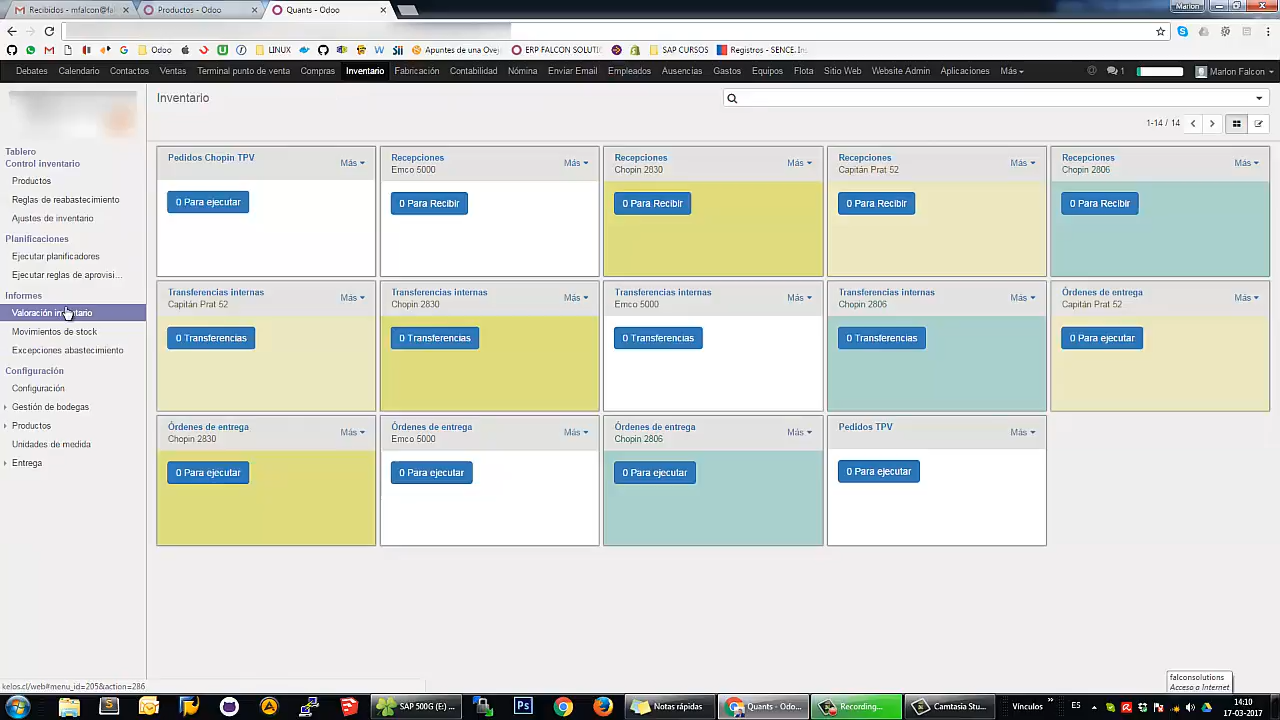 Recibidos - mfalcon@fa
Productos - Odoo
Quants - Odoo
Marlon
Odoo
LINUX
Apuntes de una Ovej
ERP FALCON SOLUTI
SAP CURSOS
Registros - SENCE. In
Debates Calendario Contactos Ventas Terminal punto de venta Compras Inventario Fabricación Contabilidad Nómina Enviar Email Empleados Ausencias Gastos Equipos Flota Sitio Web Website Admin Aplicaciones Más
1
Marlon Falcon
Inventario
1-14 / 14
Tablero
Control inventario
Productos
Reglas de reabastecimiento
Ajustes de inventario
Planificaciones
Ejecutar planificadores
Ejecutar reglas de aprovisi...
Informes
Valoración inventario
Movimientos de stock
Excepciones abastecimiento
Configuración
Configuración
Gestión de bodegas
Productos
Unidades de medida
Entrega
Pedidos Chopin TPV
Más
0 Para ejecutar
Recepciones
Emco 5000
Más
0 Para Recibir
Recepciones
Chopin 2830
Más
0 Para Recibir
Recepciones
Capitán Prat 52
Más
0 Para Recibir
Recepciones
Chopin 2806
Más
0 Para Recibir
Transferencias internas
Capitán Prat 52
Más
0 Transferencias
Transferencias internas
Chopin 2830
Más
0 Transferencias
Transferencias internas
Emco 5000
Más
0 Transferencias
Transferencias internas
Chopin 2806
Más
0 Transferencias
Órdenes de entrega
Capitán Prat 52
Más
0 Para ejecutar
Órdenes de entrega
Chopin 2830
Más
0 Para ejecutar
Órdenes de entrega
Emco 5000
Más
0 Para ejecutar
Órdenes de entrega
Chopin 2806
Más
0 Para ejecutar
Pedidos TPV
Más
0 Para ejecutar
kelos.cl/web#menu_id=205&action=286
falconsolutions
Acceso a Internet
SAP 500G (E:) ...
Notas rápidas
Quants - Odo...
Recording...
Camtasia Stu...
Vínculos
ES
14:10
17-03-2017